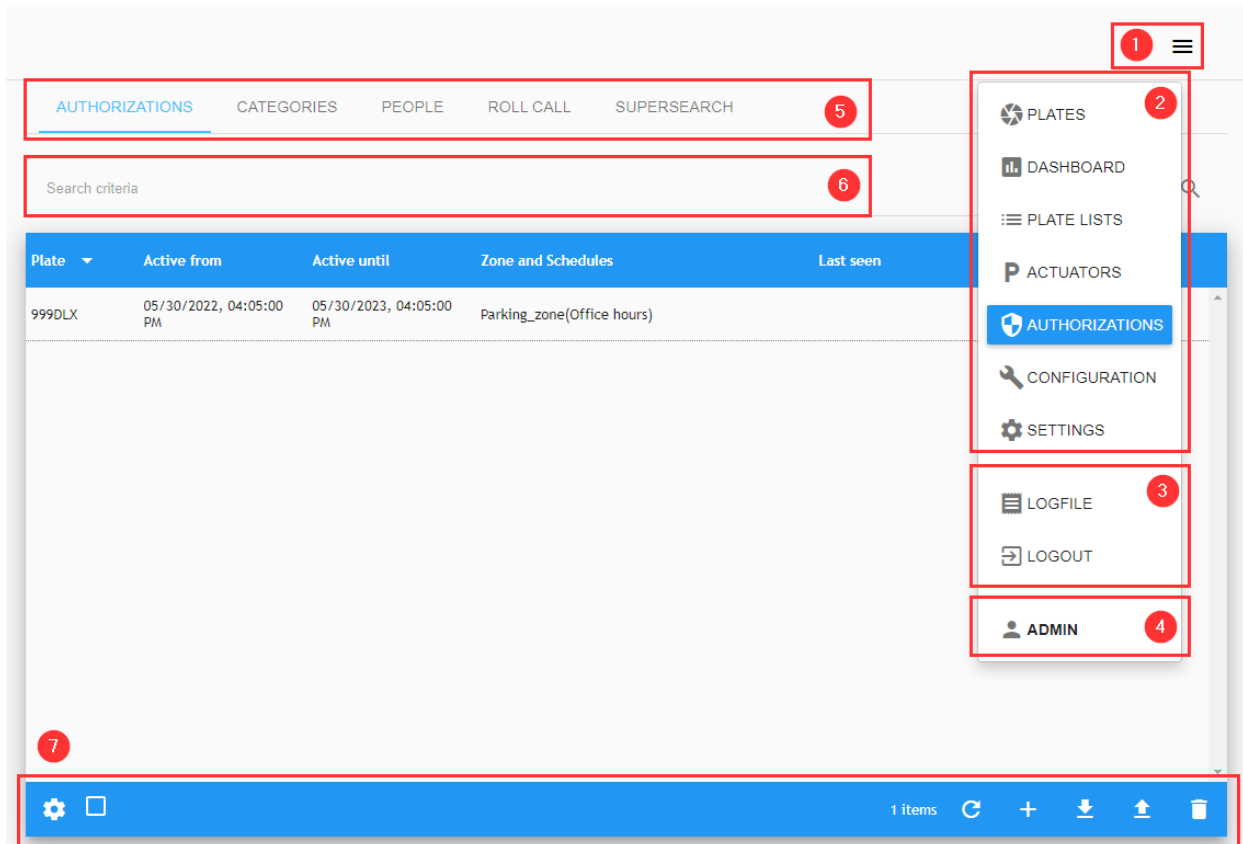 1
AUTHORIZATIONS CATEGORIES PEOPLE ROLL CALL SUPERSEARCH 5
Search criteria 6
Plate Active from Active until Zone and Schedules Last seen
999DLX 05/30/2022, 04:05:00 PM 05/30/2023, 04:05:00 PM Parking_zone(Office hours)
2
PLATES
DASHBOARD
PLATE LISTS
P ACTUATORS
AUTHORIZATIONS
CONFIGURATION
SETTINGS
3
LOGFILE
LOGOUT
ADMIN 4
7
1 items